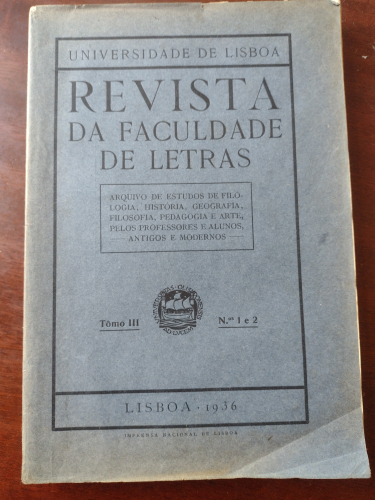 UNIVERSIDADE DE LISBOA
REVISTA
DA FACULDADE
DE LETRAS
ARQUIVO DE ESTUDOS DE FILO-
LOGIA, HISTORIA, GEOGRAFIA,
FILOSOFIA, PEDAGOGIA E ARTE,
PELOS PROFESSORES E ALUNOS,
ANTIGOS E MODERNOS —
Tômo III
N.ºs 1 e 2
LISBOA · 1936
IMPRENSA NACIONAL DE LISBOA